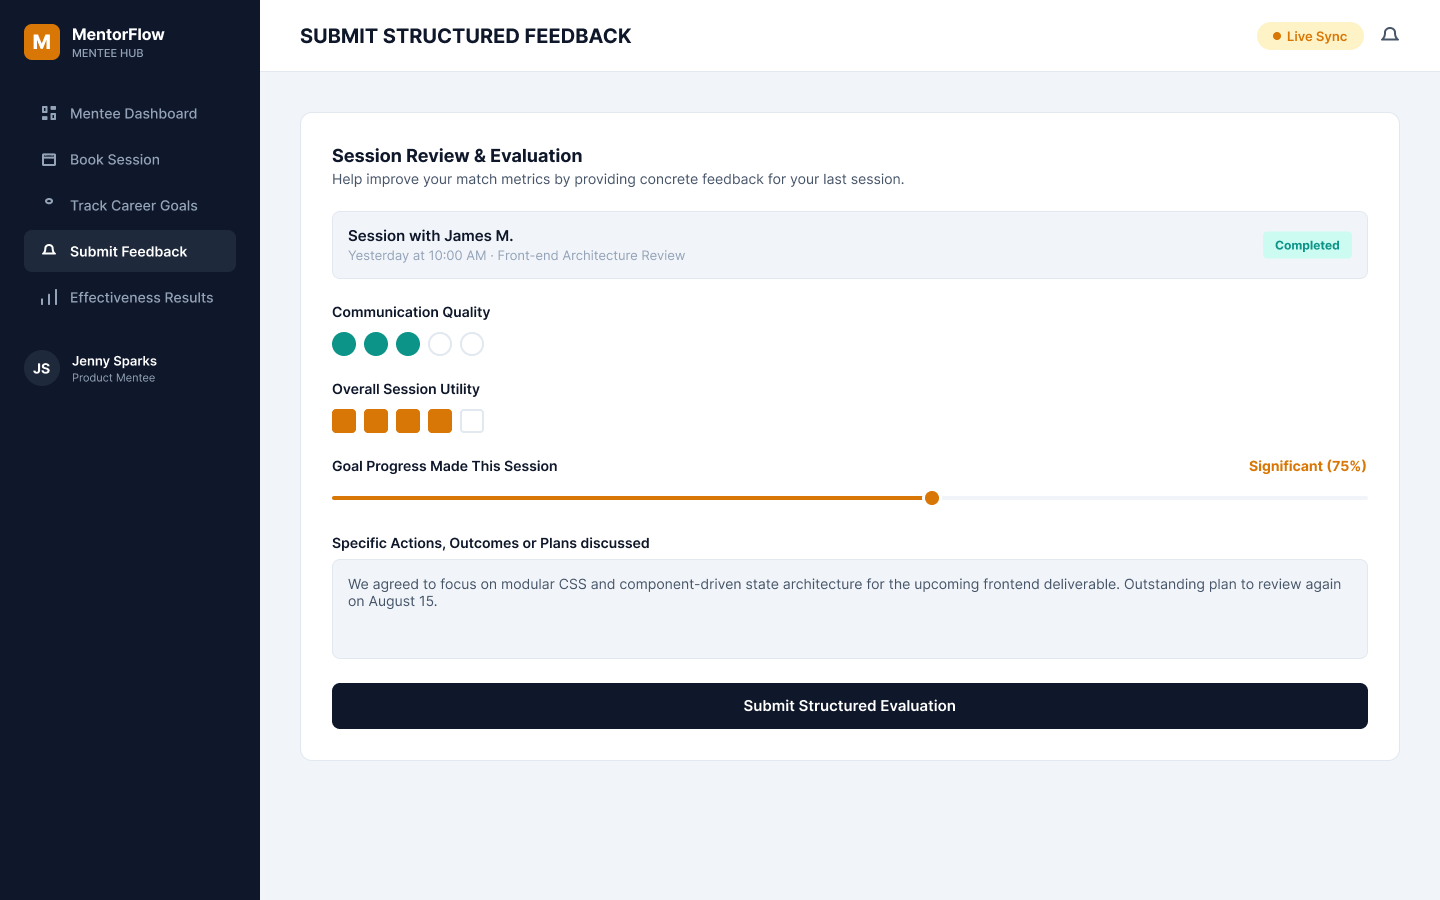 M
MentorFlow
MENTEE HUB
Mentee Dashboard
Book Session
Track Career Goals
Submit Feedback
Effectiveness Results
JS
Jenny Sparks
Product Mentee
SUBMIT STRUCTURED FEEDBACK
Live Sync
Session Review & Evaluation
Help improve your match metrics by providing concrete feedback for your last session.
Session with James M.
Yesterday at 10:00 AM · Front-end Architecture Review
Completed
Communication Quality
Overall Session Utility
Goal Progress Made This Session
Significant (75%)
Specific Actions, Outcomes or Plans discussed
We agreed to focus on modular CSS and component-driven state architecture for the upcoming frontend deliverable. Outstanding plan to review again
on August 15.
Submit Structured Evaluation